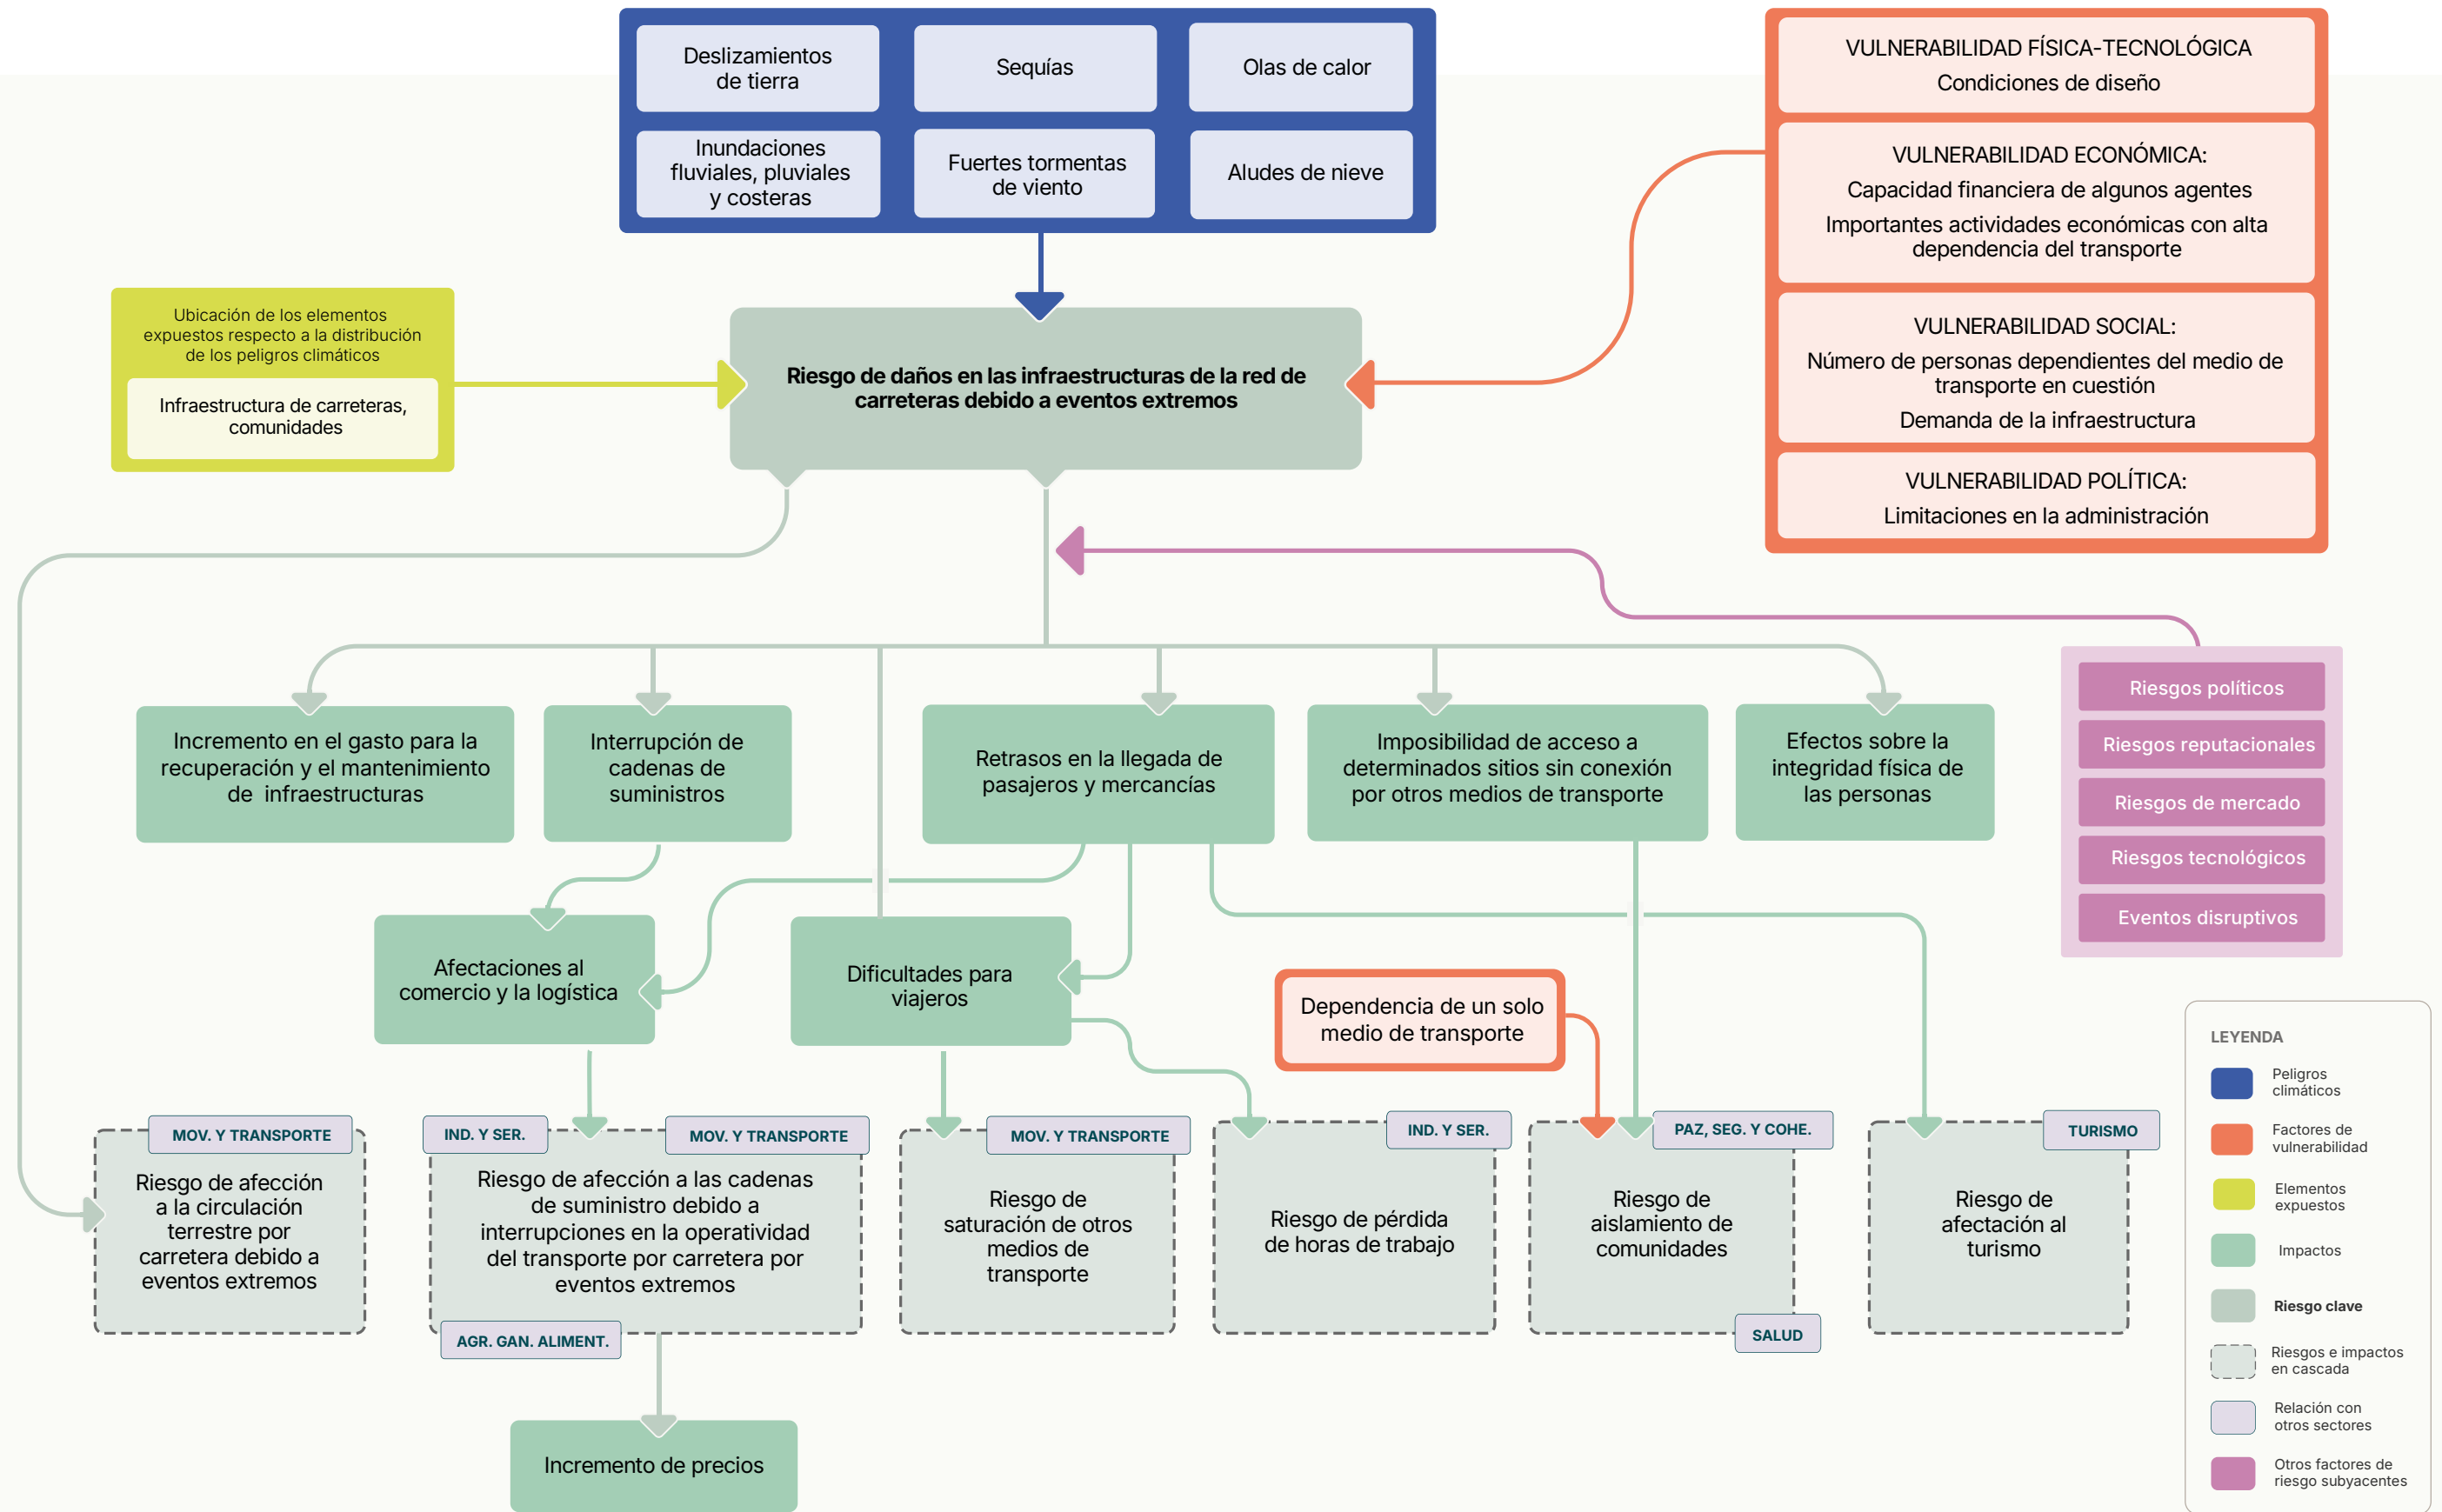 Deslizamientos
de tierra
Sequías
Olas de calor
Inundaciones
fluviales, pluviales
y costeras
Fuertes tormentas
de viento
Aludes de nieve
VULNERABILIDAD FÍSICA-TECNOLÓGICA
Condiciones de diseño
VULNERABILIDAD ECONÓMICA:
Capacidad financiera de algunos agentes
Importantes actividades económicas con alta
dependencia del transporte
VULNERABILIDAD SOCIAL:
Número de personas dependientes del medio de
transporte en cuestión
Demanda de la infraestructura
VULNERABILIDAD POLÍTICA:
Limitaciones en la administración
Ubicación de los elementos
expuestos respecto a la distribución
de los peligros climáticos
Infraestructura de carreteras,
comunidades
Riesgo de daños en las infraestructuras de la red de
carreteras debido a eventos extremos
Riesgos políticos
Riesgos reputacionales
Riesgos de mercado
Riesgos tecnológicos
Eventos disruptivos
Incremento en el gasto para la
recuperación y el mantenimiento
de infraestructuras
Interrupción de
cadenas de
suministros
Retrasos en la llegada de
pasajeros y mercancías
Imposibilidad de acceso a
determinados sitios sin conexión
por otros medios de transporte
Efectos sobre la
integridad física de
las personas
Afectaciones al
comercio y la logística
Dificultades para
viajeros
Dependencia de un solo
medio de transporte
MOV. Y TRANSPORTE
Riesgo de afección
a la circulación
terrestre por
carretera debido a
eventos extremos
IND. Y SER.
MOV. Y TRANSPORTE
Riesgo de afección a las cadenas
de suministro debido a
interrupciones en la operatividad
del transporte por carretera por
eventos extremos
AGR. GAN. ALIMENT.
MOV. Y TRANSPORTE
Riesgo de
saturación de otros
medios de
transporte
IND. Y SER.
Riesgo de pérdida
de horas de trabajo
PAZ, SEG. Y COHE.
Riesgo de
aislamiento de
comunidades
SALUD
TURISMO
Riesgo de
afectación al
turismo
Incremento de precios
LEYENDA
Peligros
climáticos
Factores de
vulnerabilidad
Elementos
expuestos
Impactos
Riesgo clave
Riesgos e impactos
en cascada
Relación con
otros sectores
Otros factores de
riesgo subyacentes